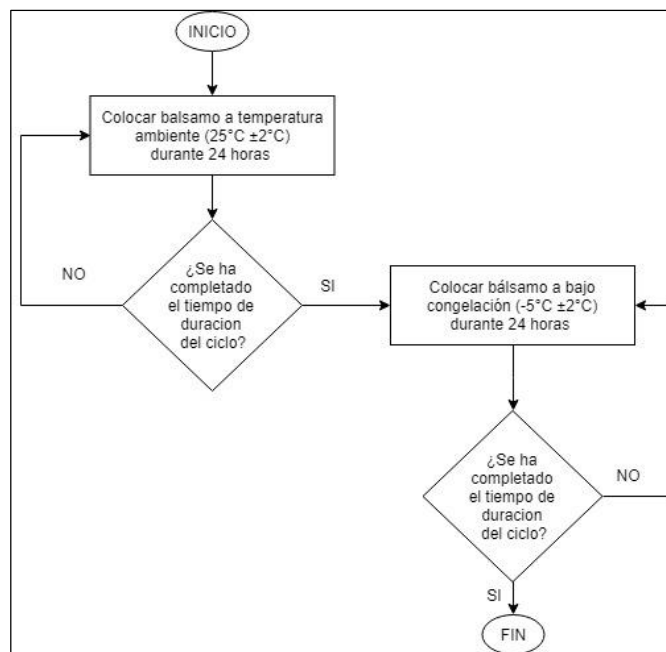 INICIO
Colocar balsamo a temperatura
ambiente (25°C ±2°C)
durante 24 horas
¿Se ha
completado
el tiempo de
duracion
del ciclo?
NO
SI
Colocar bálsamo a bajo
congelación (-5°C ±2°C)
durante 24 horas
¿Se ha
completado
el tiempo de
duracion
del ciclo?
NO
SI
FIN